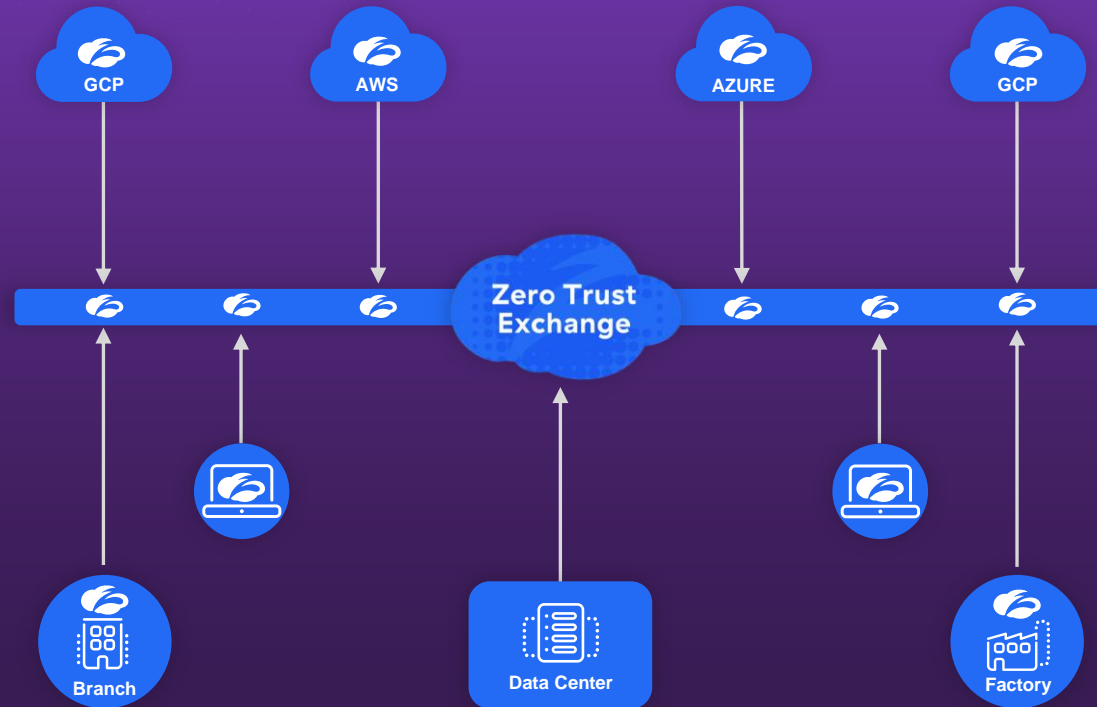 GCP
AWS
AZURE
GCP
Zero Trust
Exchange
Branch
Data Center
Factory